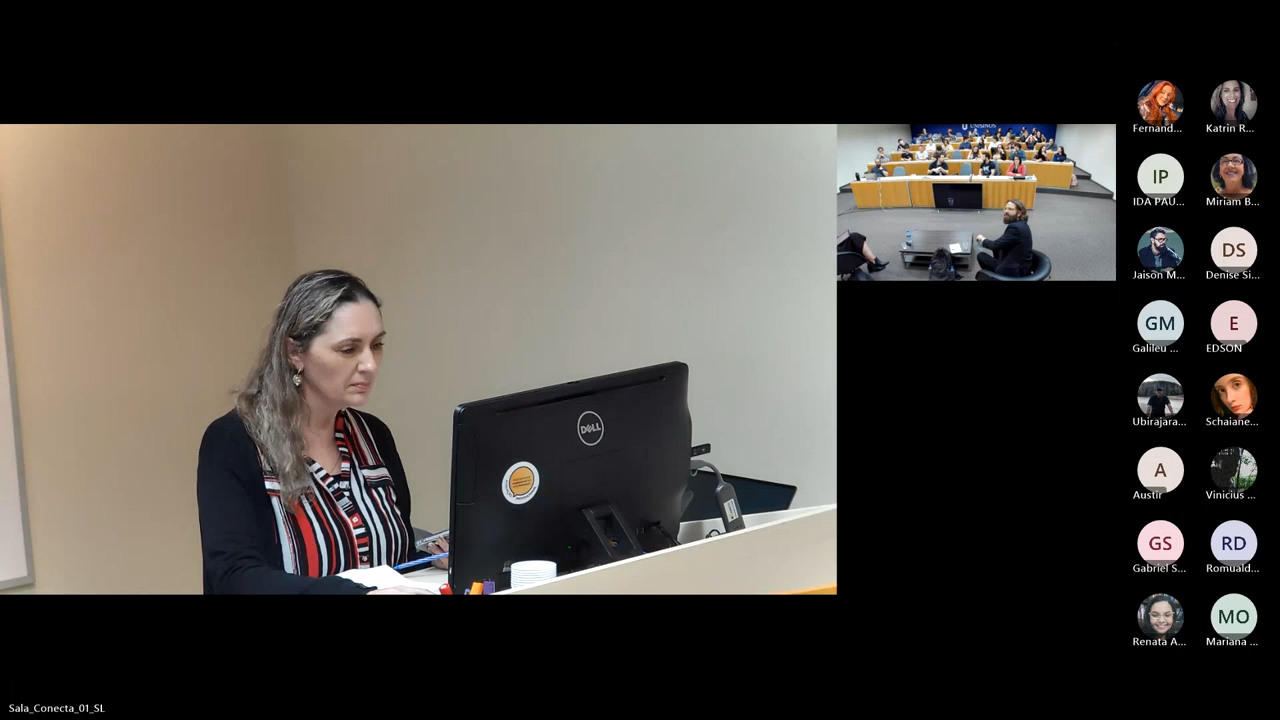 UNISINOS
Fernand...
Katrin R...
IP
IDA PAU...
Miriam B...
Jaison M...
DS
Denise Si...
GM
Galileu ...
E
EDSON
Ubirajara...
Schaiane...
A
Austir
Vinicius ...
GS
Gabriel S...
RD
Romuald...
Renata A...
MO
Mariana ...
DELL
Sala_Conecta_01_SL